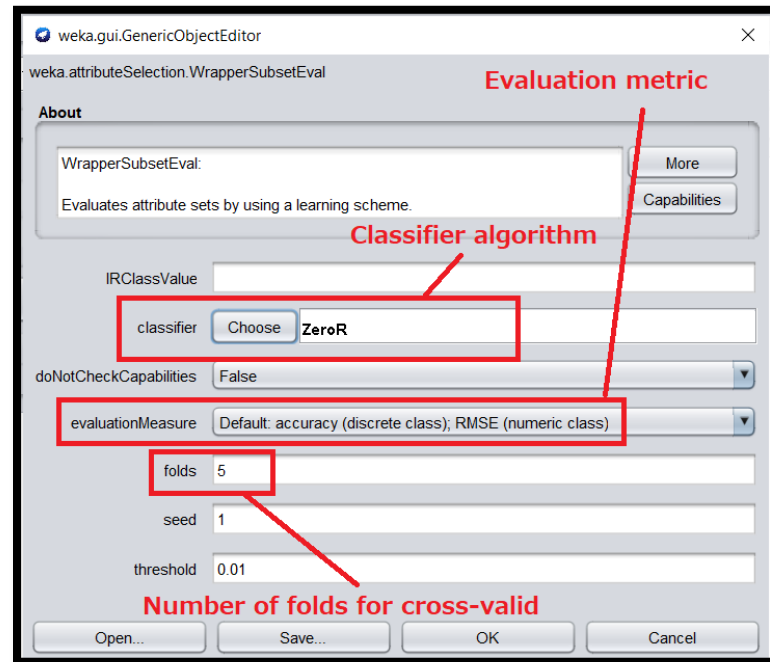 weka.gui.GenericObjectEditor
weka.attributeSelection.WrapperSubsetEval
Evaluation metric
About
WrapperSubsetEval:
More
Evaluates attribute sets by using a learning scheme.
Capabilities
Classifier algorithm
IRClassValue
classifier Choose ZeroR
doNotCheckCapabilities False
evaluationMeasure Default: accuracy (discrete class); RMSE (numeric class)
folds 5
seed 1
threshold 0.01
Number of folds for cross-valid
Open... Save... OK Cancel